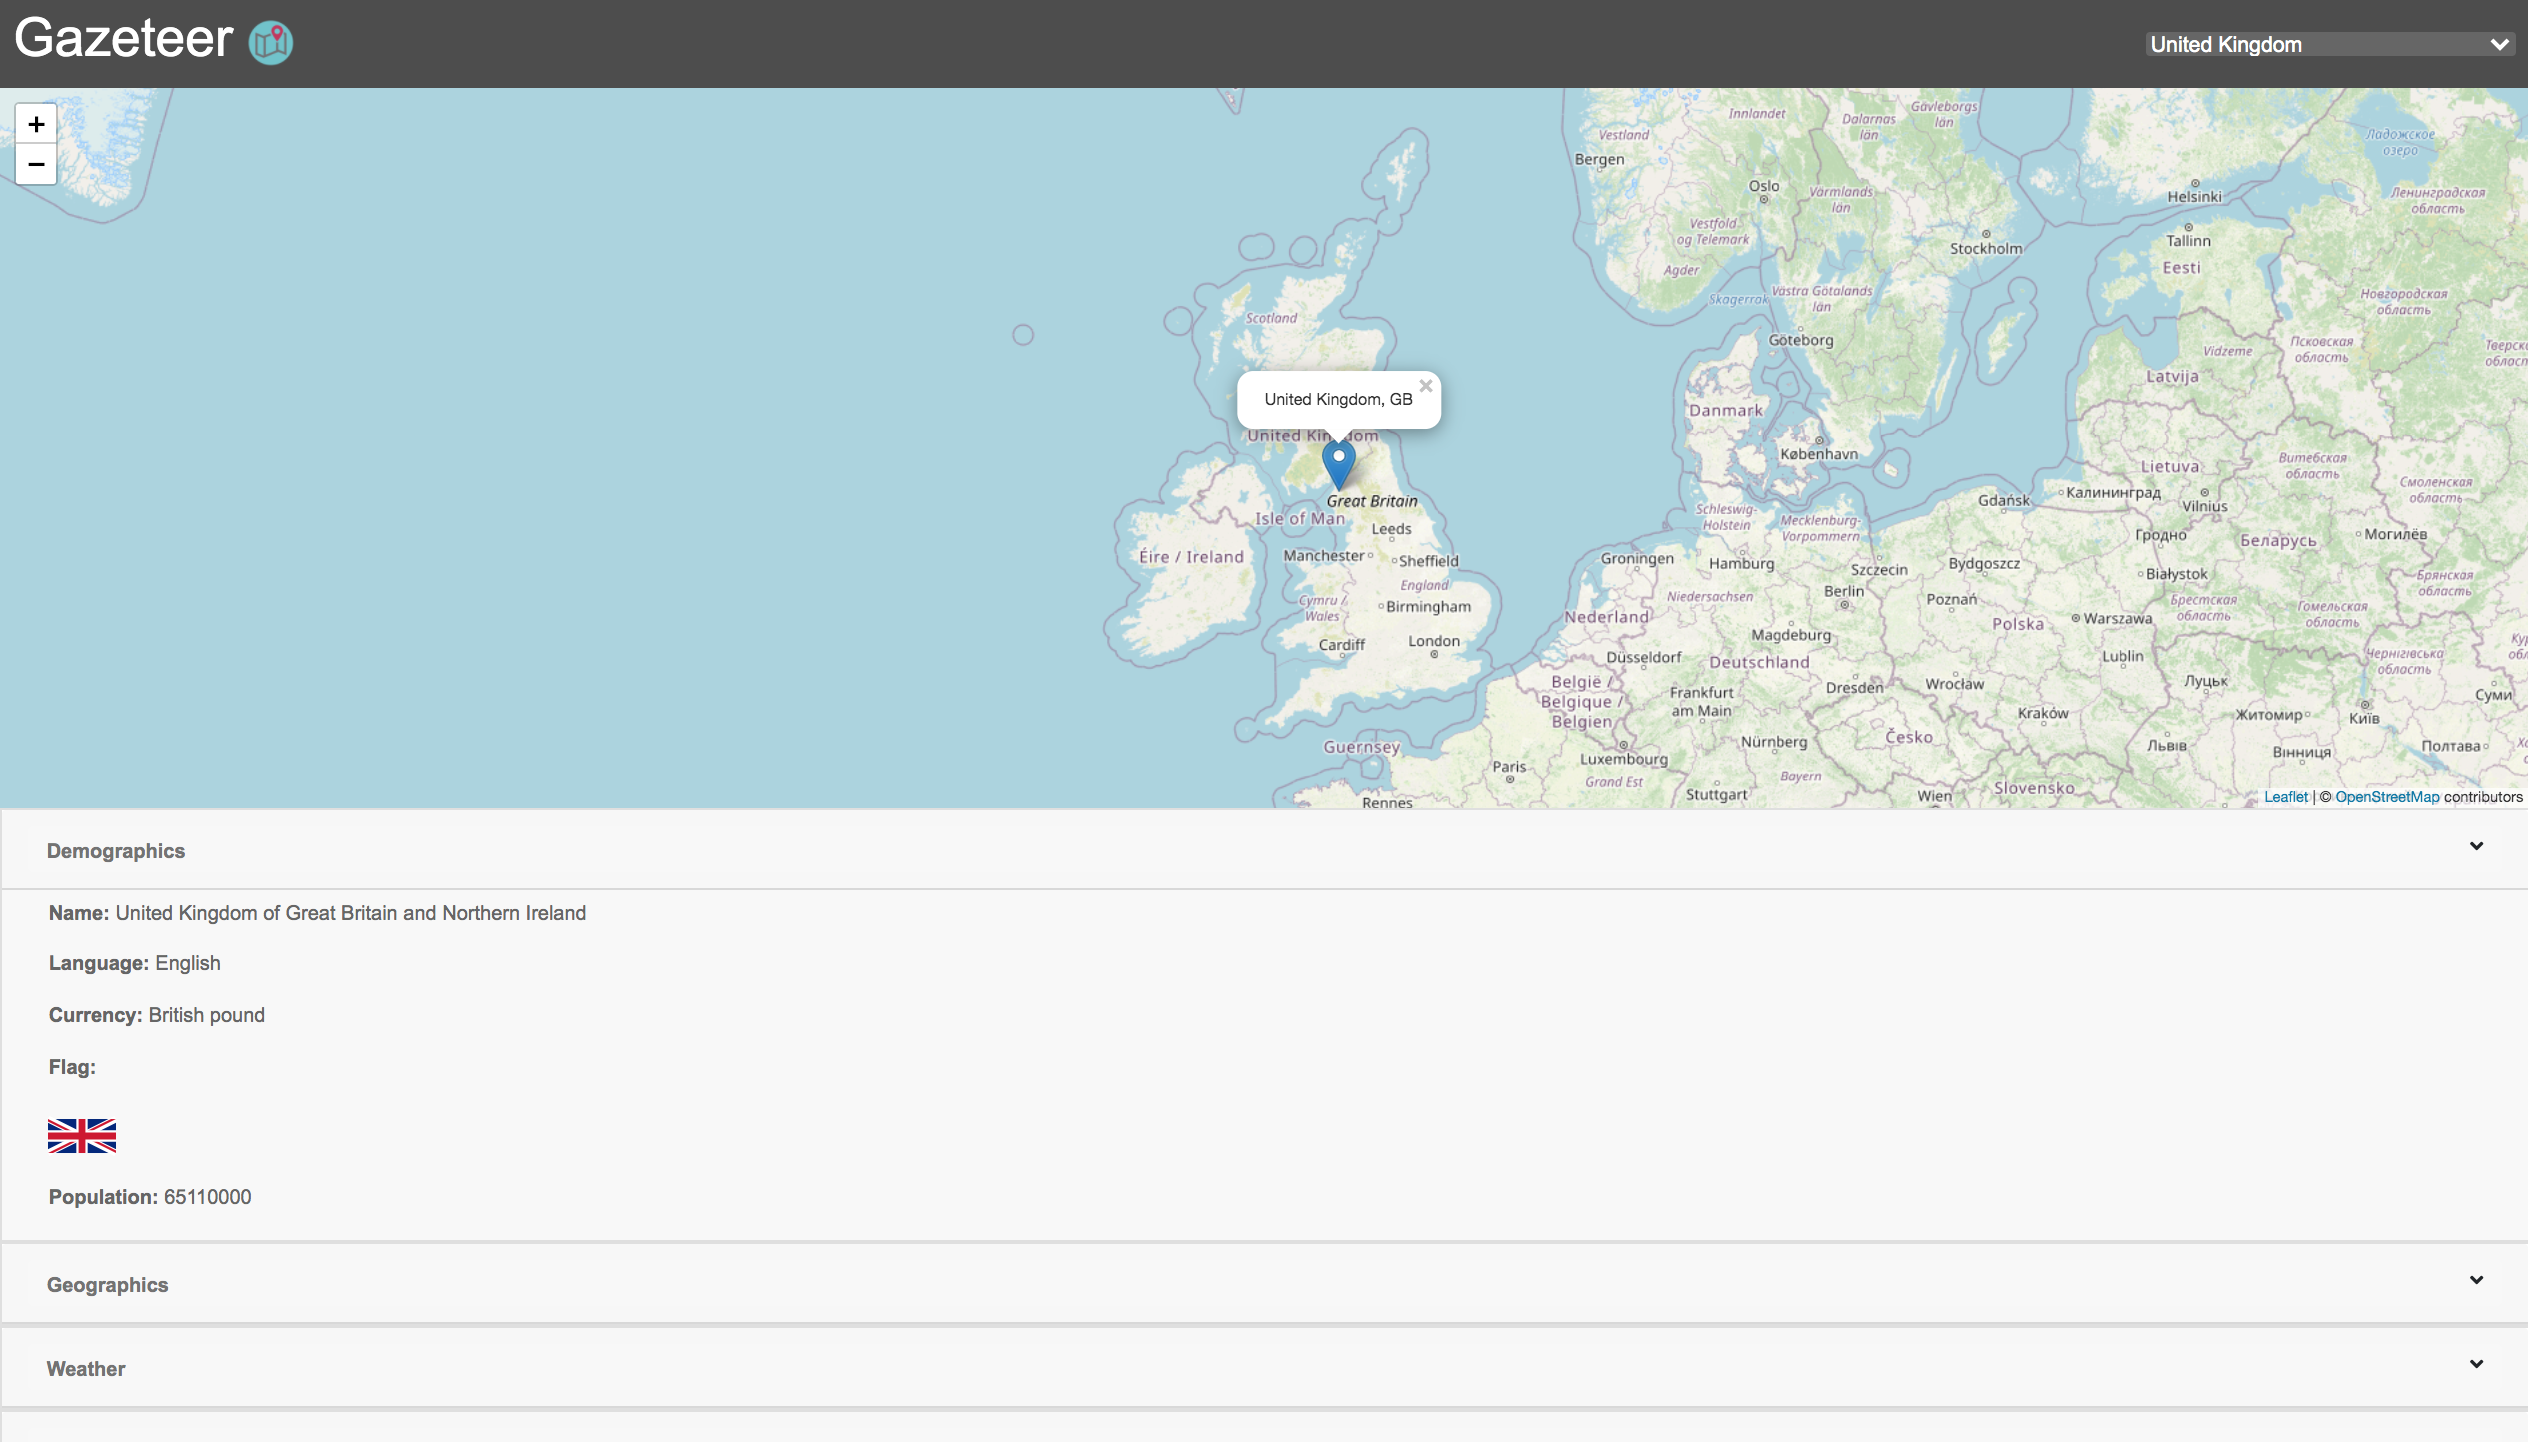 Gazeteer
United Kingdom
+
−
Innlandet
Gävleborgs
län
Dalarnas
län
Vestland
Bergen
Ладожское
озеро
Oslo
Värmlands
län
Helsinki
Ленинградская
область
Vestfold
og Telemark
Stockholm
Tallinn
Eesti
Agder
Skagerrak
Västra Götalands
län
Новгородская
область
Scotland
Göteborg
Vidzeme
Псковская
область
Latvija
United Kingdom, GB
×
Danmark
København
Lietuva
Витебская
область
Смоленская
область
Great Britain
Isle of Man
Leeds
Gdańsk
Калининград
Vilnius
Schleswig-
Holstein
Mecklenburg-
Vorpommern
Гродно
Беларусь
Могилёв
Éire / Ireland
Manchester
Sheffield
Groningen
Hamburg
Szczecin
Bydgoszcz
Białystok
Брянская
область
England
Birmingham
Cymru /
Wales
Niedersachsen
Berlin
Poznań
Брестская
область
Гомельская
область
Nederland
Polska
Warszawa
Cardiff
London
Magdeburg
Düsseldorf
Deutschland
Lublin
Чернігівська
область
België /
Belgique /
Belgien
Frankfurt
am Main
Dresden
Wrocław
Луцьк
Суми
Kraków
Житомир
Київ
Guernsey
Nürnberg
Česko
Львів
Вінниця
Полтава
Paris
Luxembourg
Grand Est
Bayern
Stuttgart
Wien
Slovensko
Rennes
Leaflet | © OpenStreetMap contributors
Demographics
Name: United Kingdom of Great Britain and Northern Ireland
Language: English
Currency: British pound
Flag:
Population: 65110000
Geographics
Weather